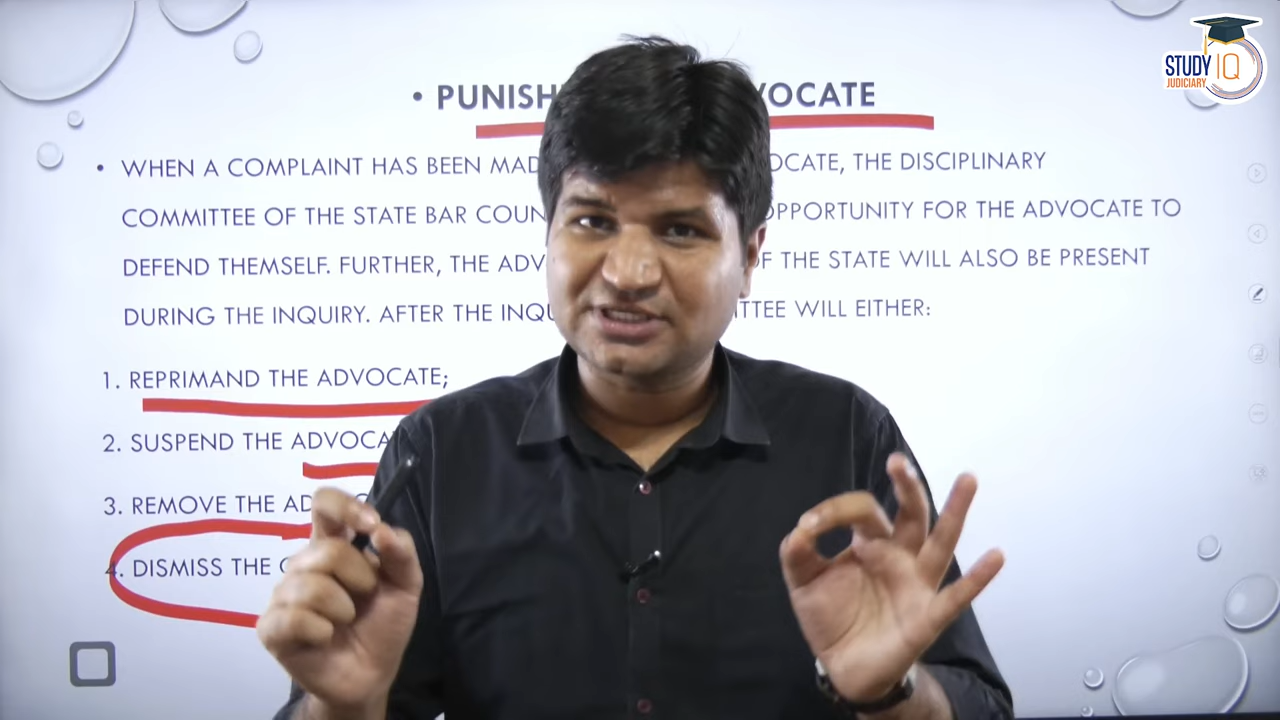 STUDY IQ
JUDICIARY
• PUNISH VOCATE
• WHEN A COMPLAINT HAS BEEN MAD OCATE, THE DISCIPLINARY
COMMITTEE OF THE STATE BAR COUN OPPORTUNITY FOR THE ADVOCATE TO
DEFEND THEMSELF. FURTHER, THE ADV F THE STATE WILL ALSO BE PRESENT
DURING THE INQUIRY. AFTER THE INQU TTEE WILL EITHER:
1. REPRIMAND THE ADVOCATE;
2. SUSPEND THE ADVOCA
3. REMOVE THE AD
4. DISMISS THE